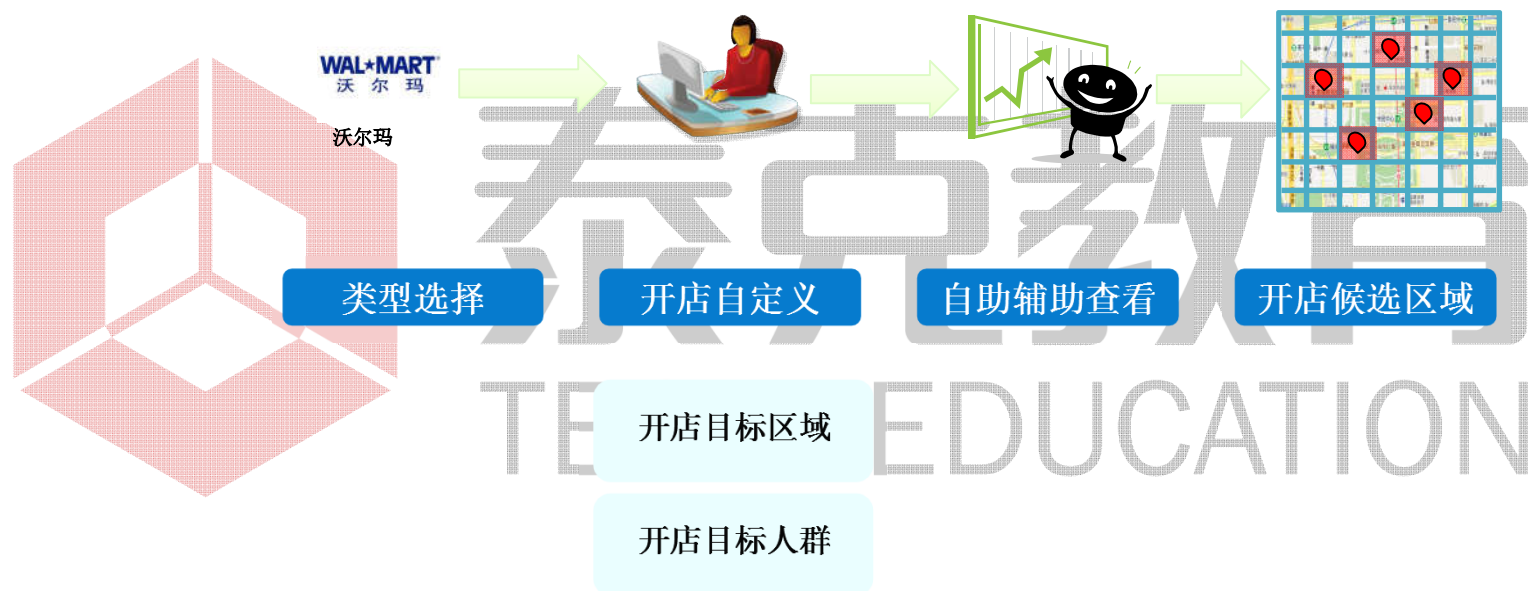 WAL★MART
沃尔玛
沃尔玛
泰克教育
类型选择
开店自定义
自助辅助查看
开店候选区域
EDUCATION
开店目标区域
开店目标人群